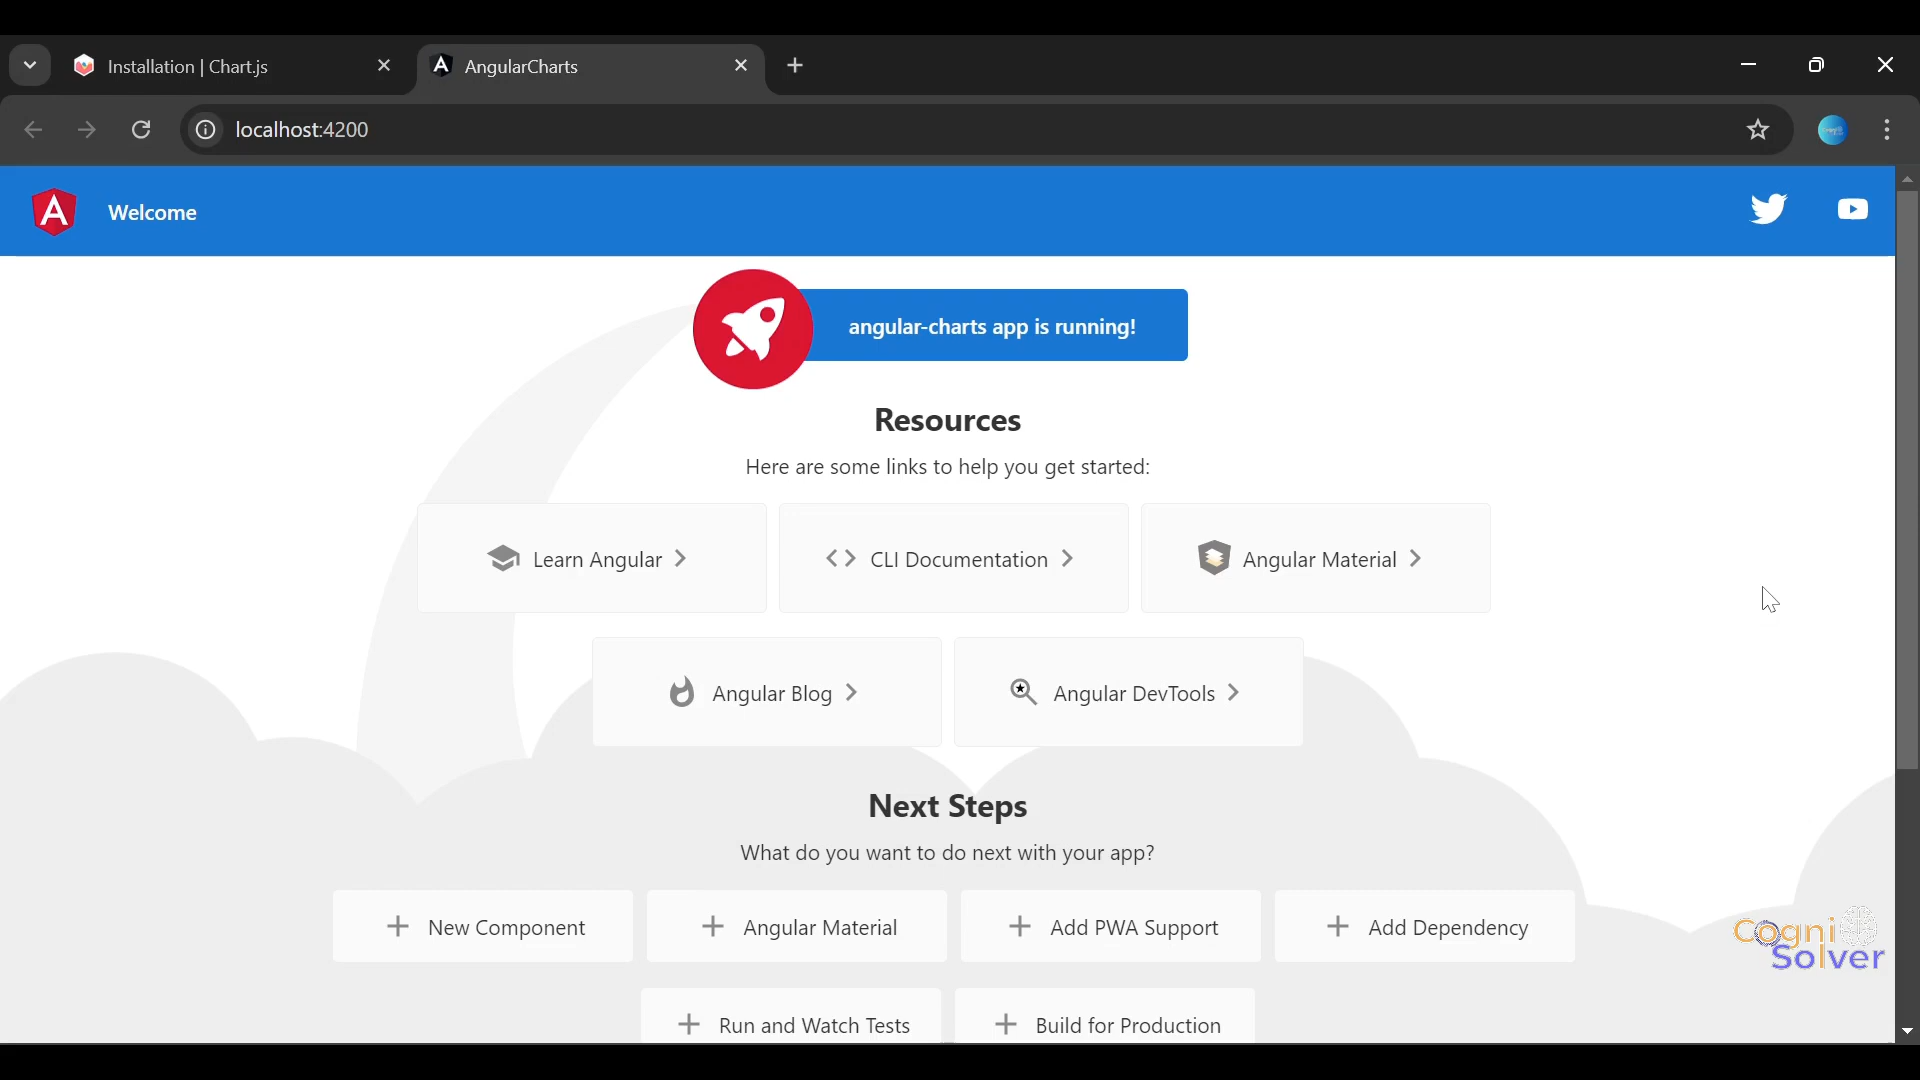 Installation | Chart.js
AngularCharts
localhost:4200
Welcome
angular-charts app is running!
Resources
Here are some links to help you get started:
Learn Angular
CLI Documentation
Angular Material
Angular Blog
Angular DevTools
Next Steps
What do you want to do next with your app?
New Component
Angular Material
Add PWA Support
Add Dependency
Cogni
Solver
Run and Watch Tests
Build for Production